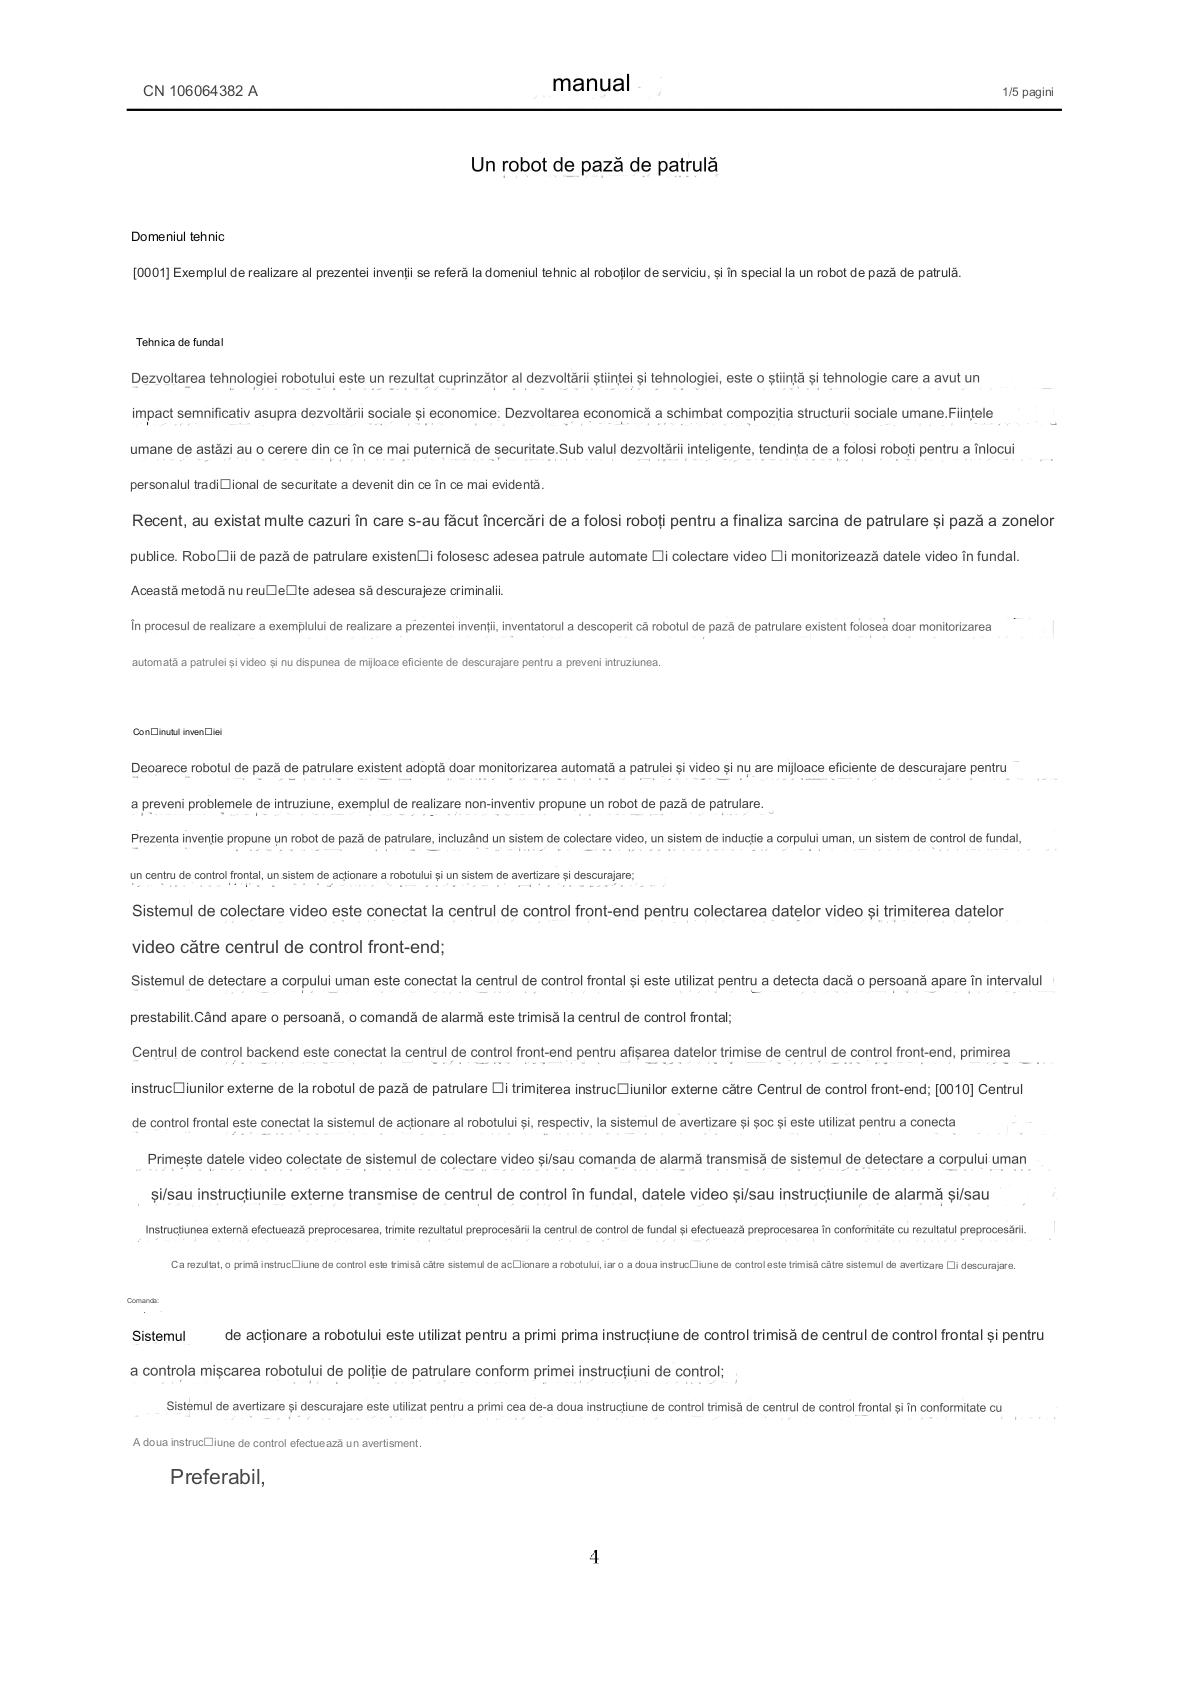 CN 106064382 A
manual
1/5 pagini
Un robot de pază de patrulă
Domeniul tehnic
[0001] Exemplul de realizare al prezentei invenții se referă la domeniul tehnic al roboților de serviciu, și în special la un robot de pază de patrulă.
Tehnica de fundal
Dezvoltarea tehnologiei robotului este un rezultat cuprinzător al dezvoltării științei și tehnologiei, este o știință și tehnologie care a avut un
impact semnificativ asupra dezvoltării sociale și economice. Dezvoltarea economică a schimbat compoziția structurii sociale umane.Ființele
umane de astăzi au o cerere din ce în ce mai puternică de securitate.Sub valul dezvoltării inteligente, tendința de a folosi roboți pentru a înlocui
personalul tradi□ional de securitate a devenit din ce în ce mai evidentă.
Recent, au existat multe cazuri în care s-au făcut încercări de a folosi roboți pentru a finaliza sarcina de patrulare și pază a zonelor
publice. Robo□ii de pază de patrulare existen□i folosesc adesea patrule automate □i colectare video □i monitorizează datele video în fundal.
Această metodă nu reu□e□te adesea să descurajeze criminalii.
În procesul de realizare a exemplului de realizare a prezentei invenții, inventatorul a descoperit că robotul de pază de patrulare existent folosea doar monitorizarea
automată a patrulei și video și nu dispunea de mijloace eficiente de descurajare pentru a preveni intruziunea.
Con□inutul inven□iei
Deoarece robotul de pază de patrulare existent adoptă doar monitorizarea automată a patrulei și video și nu are mijloace eficiente de descurajare pentru
a preveni problemele de intruziune, exemplul de realizare non-inventiv propune un robot de pază de patrulare.
Prezenta invenție propune un robot de pază de patrulare, incluzând un sistem de colectare video, un sistem de inducție a corpului uman, un sistem de control de fundal,
un centru de control frontal, un sistem de acționare a robotului și un sistem de avertizare și descurajare;
Sistemul de colectare video este conectat la centrul de control front-end pentru colectarea datelor video și trimiterea datelor
video către centrul de control front-end;
Sistemul de detectare a corpului uman este conectat la centrul de control frontal și este utilizat pentru a detecta dacă o persoană apare în intervalul
prestabilit.Când apare o persoană, o comandă de alarmă este trimisă la centrul de control frontal;
Centrul de control backend este conectat la centrul de control front-end pentru afișarea datelor trimise de centrul de control front-end, primirea
instruc□iunilor externe de la robotul de pază de patrulare □i trimiterea instruc□iunilor externe către Centrul de control front-end; [0010] Centrul
de control frontal este conectat la sistemul de acționare al robotului și, respectiv, la sistemul de avertizare și șoc și este utilizat pentru a conecta
Primește datele video colectate de sistemul de colectare video și/sau comanda de alarmă transmisă de sistemul de detectare a corpului uman
și/sau instrucțiunile externe transmise de centrul de control în fundal, datele video și/sau instrucțiunile de alarmă și/sau
Instrucțiunea externă efectuează preprocesarea, trimite rezultatul preprocesării la centrul de control de fundal și efectuează preprocesarea în conformitate cu rezultatul preprocesării.
Ca rezultat, o primă instruc□iune de control este trimisă către sistemul de ac□ionare a robotului, iar o a doua instruc□iune de control este trimisă către sistemul de avertizare □i descurajare.
Comanda:
Sistemul de acționare a robotului este utilizat pentru a primi prima instrucțiune de control trimisă de centrul de control frontal și pentru
a controla mișcarea robotului de poliție de patrulare conform primei instrucțiuni de control;
Sistemul de avertizare și descurajare este utilizat pentru a primi cea de-a doua instrucțiune de control trimisă de centrul de control frontal și în conformitate cu
A doua instruc□iune de control efectuează un avertisment.
Preferabil,
4